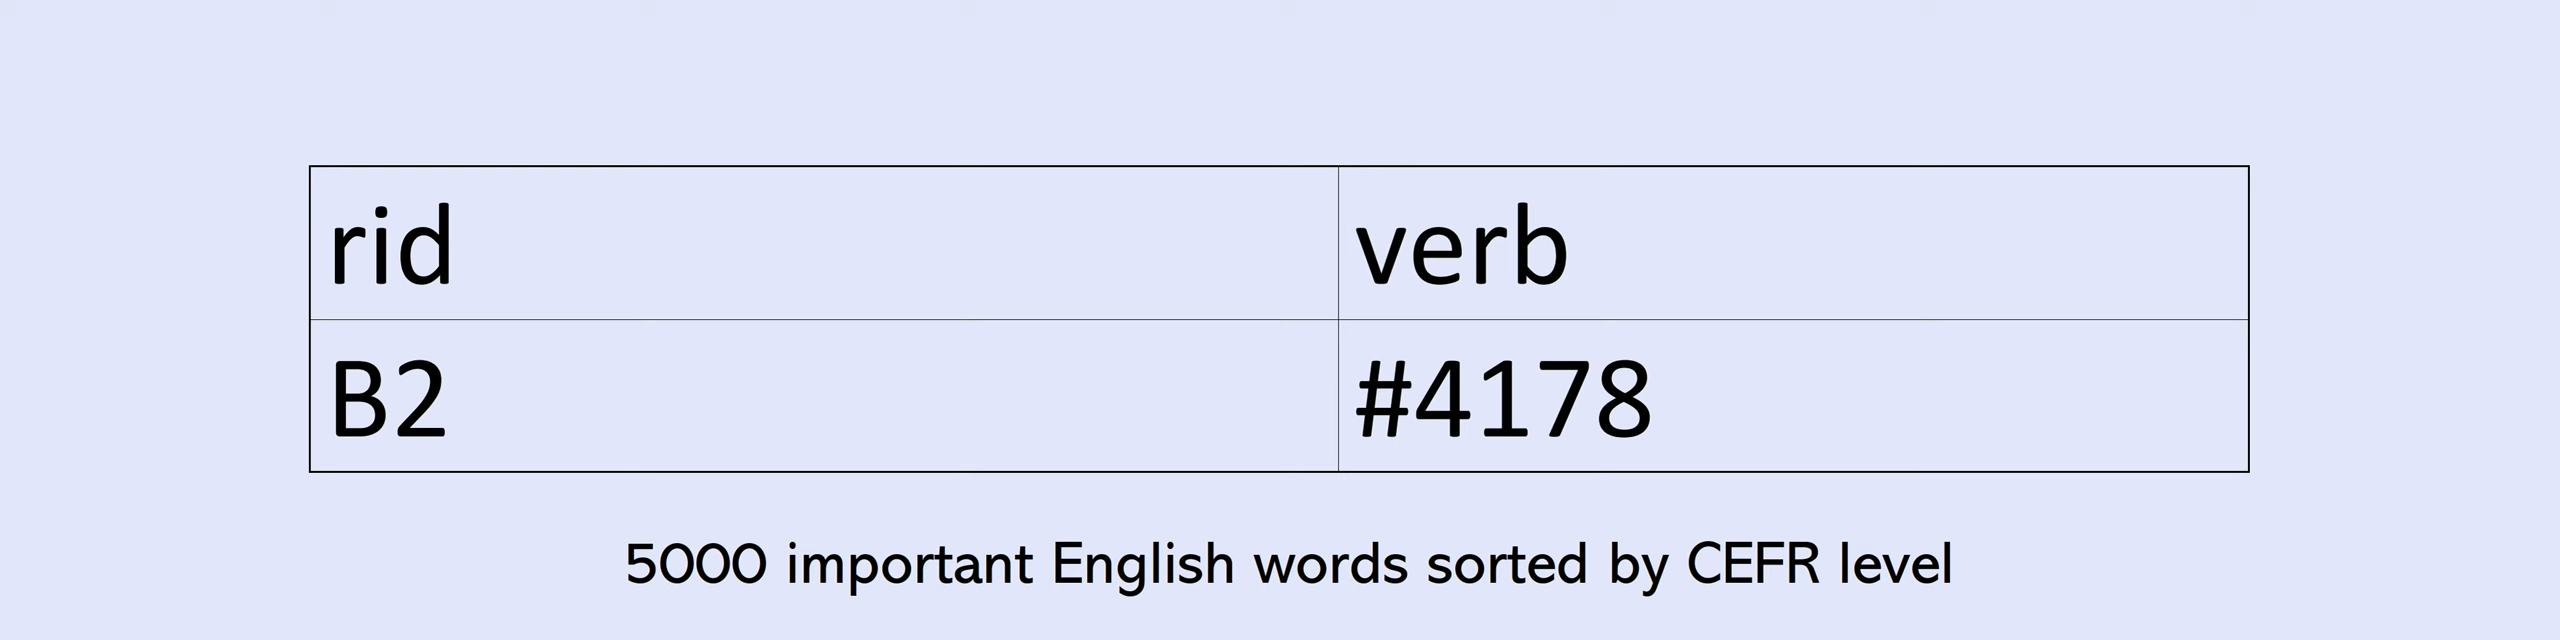 rid verb
B2 #4178
5000 important English words sorted by CEFR level